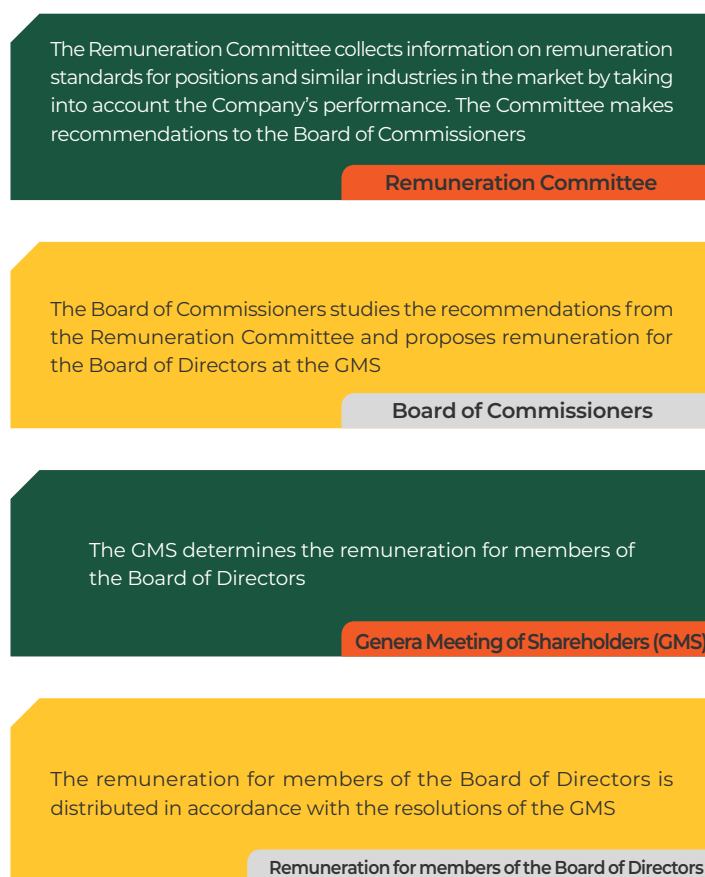 The Remuneration Committee collects information on remuneration
standards for positions and similar industries in the market by taking
into account the Company's performance. The Committee makes
recommendations to the Board of Commissioners
Remuneration Committee
The Board of Commissioners studies the recommendations from
the Remuneration Committee and proposes remuneration for
the Board of Directors at the GMS
Board of Commissioners
The GMS determines the remuneration for members of
the Board of Directors
Genera Meeting of Shareholders (GMS)
The remuneration for members of the Board of Directors is
distributed in accordance with the resolutions of the GMS
Remuneration for members of the Board of Directors